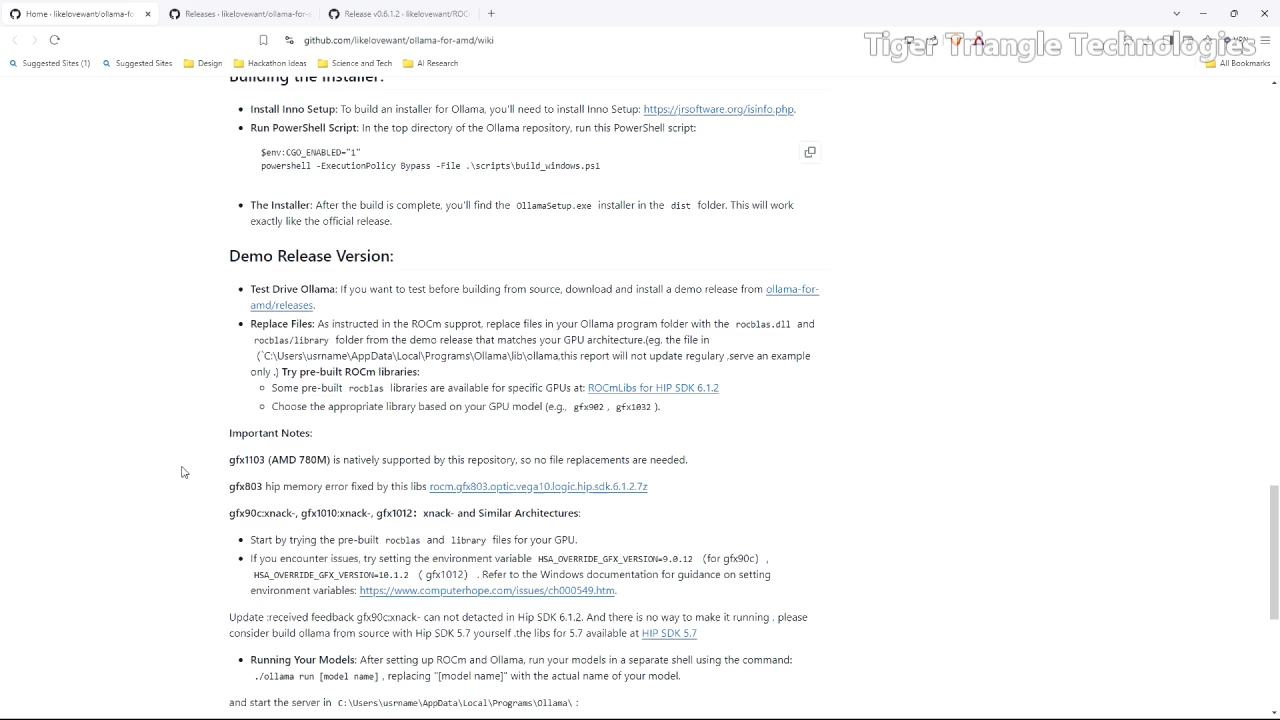 Home · likelovewant/ollama-fo
Releases · likelovewant/ollama-for-a
Release v0.6.1.2 · likelovewant/ROC
github.com/likelovewant/ollama-for-amd/wiki
Tiger Triangle Technologies
Suggested Sites (1)
Suggested Sites
Design
Hackathon Ideas
Science and Tech
AI Research
All Bookmarks
Building the Installer:
• Install Inno Setup: To build an installer for Ollama, you'll need to install Inno Setup: https://jrsoftware.org/isinfo.php.
• Run PowerShell Script: In the top directory of the Ollama repository, run this PowerShell script:
$env:CGO_ENABLED="1"
powershell -ExecutionPolicy Bypass -File .\scripts\build_windows.ps1
• The Installer: After the build is complete, you'll find the OllamaSetup.exe installer in the dist folder. This will work
exactly like the official release.
Demo Release Version:
• Test Drive Ollama: If you want to test before building from source, download and install a demo release from ollama-for-
amd/releases.
• Replace Files: As instructed in the ROCm supprot, replace files in your Ollama program folder with the rocblas.dll and
rocblas/library folder from the demo release that matches your GPU architecture.(eg. the file in
(`C:\Users\usrname\AppData\Local\Programs\Ollama\lib\ollama,this report will not update regulary ,serve an example
only .) Try pre-built ROCm libraries:
○ Some pre-built rocblas libraries are available for specific GPUs at: ROCmLibs for HIP SDK 6.1.2
○ Choose the appropriate library based on your GPU model (e.g., gfx902 , gfx1032 ).
Important Notes:
gfx1103 (AMD 780M) is natively supported by this repository, so no file replacements are needed.
gfx803 hip memory error fixed by this libs rocm.gfx803.optic.vega10.logic.hip.sdk.6.1.2.7z
gfx90c:xnack-, gfx1010:xnack-, gfx1012：xnack- and Similar Architectures:
• Start by trying the pre-built rocblas and library files for your GPU.
• If you encounter issues, try setting the environment variable HSA_OVERRIDE_GFX_VERSION=9.0.12 (for gfx90c) ,
HSA_OVERRIDE_GFX_VERSION=10.1.2 （ gfx1012） . Refer to the Windows documentation for guidance on setting
environment variables: https://www.computerhope.com/issues/ch000549.htm.
Update :received feedback gfx90c:xnack- can not detacted in Hip SDK 6.1.2. And there is no way to make it running . please
consider build ollama from source with Hip SDK 5.7 yourself .the libs for 5.7 available at HIP SDK 5.7
• Running Your Models: After setting up ROCm and Ollama, run your models in a separate shell using the command:
./ollama run [model name] , replacing "[model name]" with the actual name of your model.
and start the server in C:\Users\usrname\AppData\Local\Programs\Ollama\ :